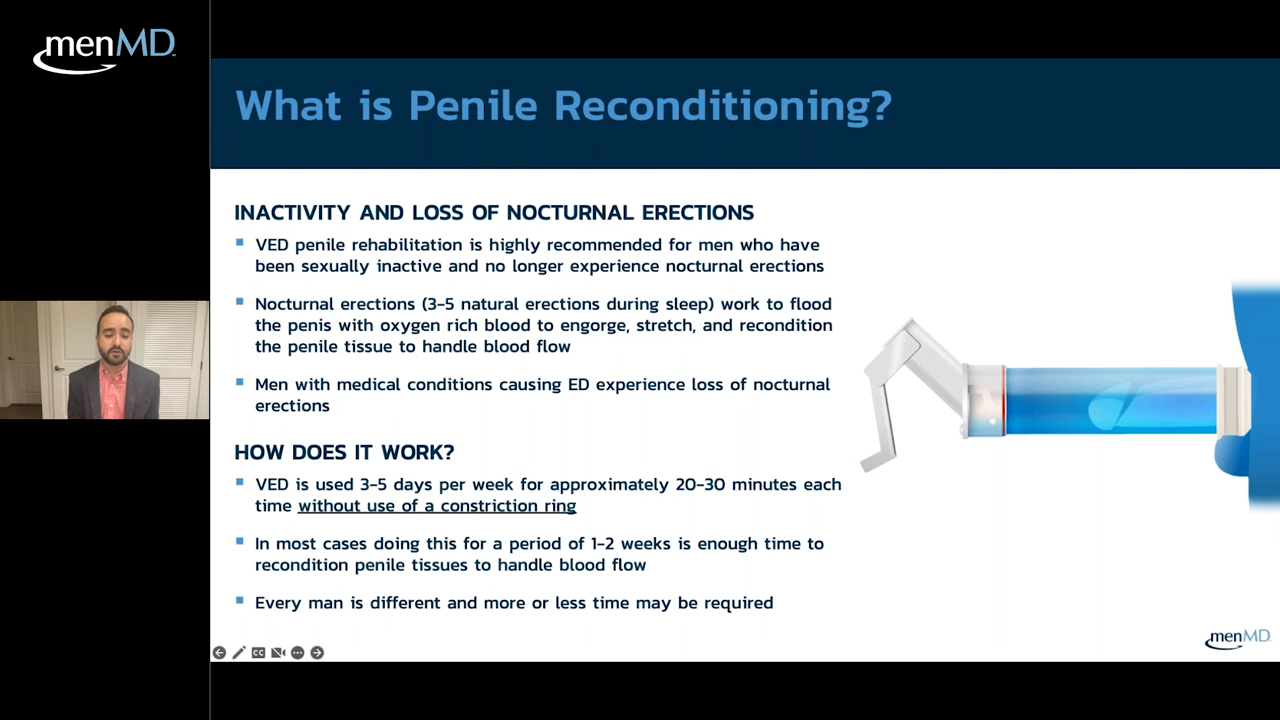 menMD
What is Penile Reconditioning?
INACTIVITY AND LOSS OF NOCTURNAL ERECTIONS
VED penile rehabilitation is highly recommended for men who have
been sexually inactive and no longer experience nocturnal erections
Nocturnal erections (3-5 natural erections during sleep) work to flood
the penis with oxygen rich blood to engorge, stretch, and recondition
the penile tissue to handle blood flow
Men with medical conditions causing ED experience loss of nocturnal
erections
HOW DOES IT WORK?
VED is used 3-5 days per week for approximately 20-30 minutes each
time without use of a constriction ring
In most cases doing this for a period of 1-2 weeks is enough time to
recondition penile tissues to handle blood flow
Every man is different and more or less time may be required
CC
menMD